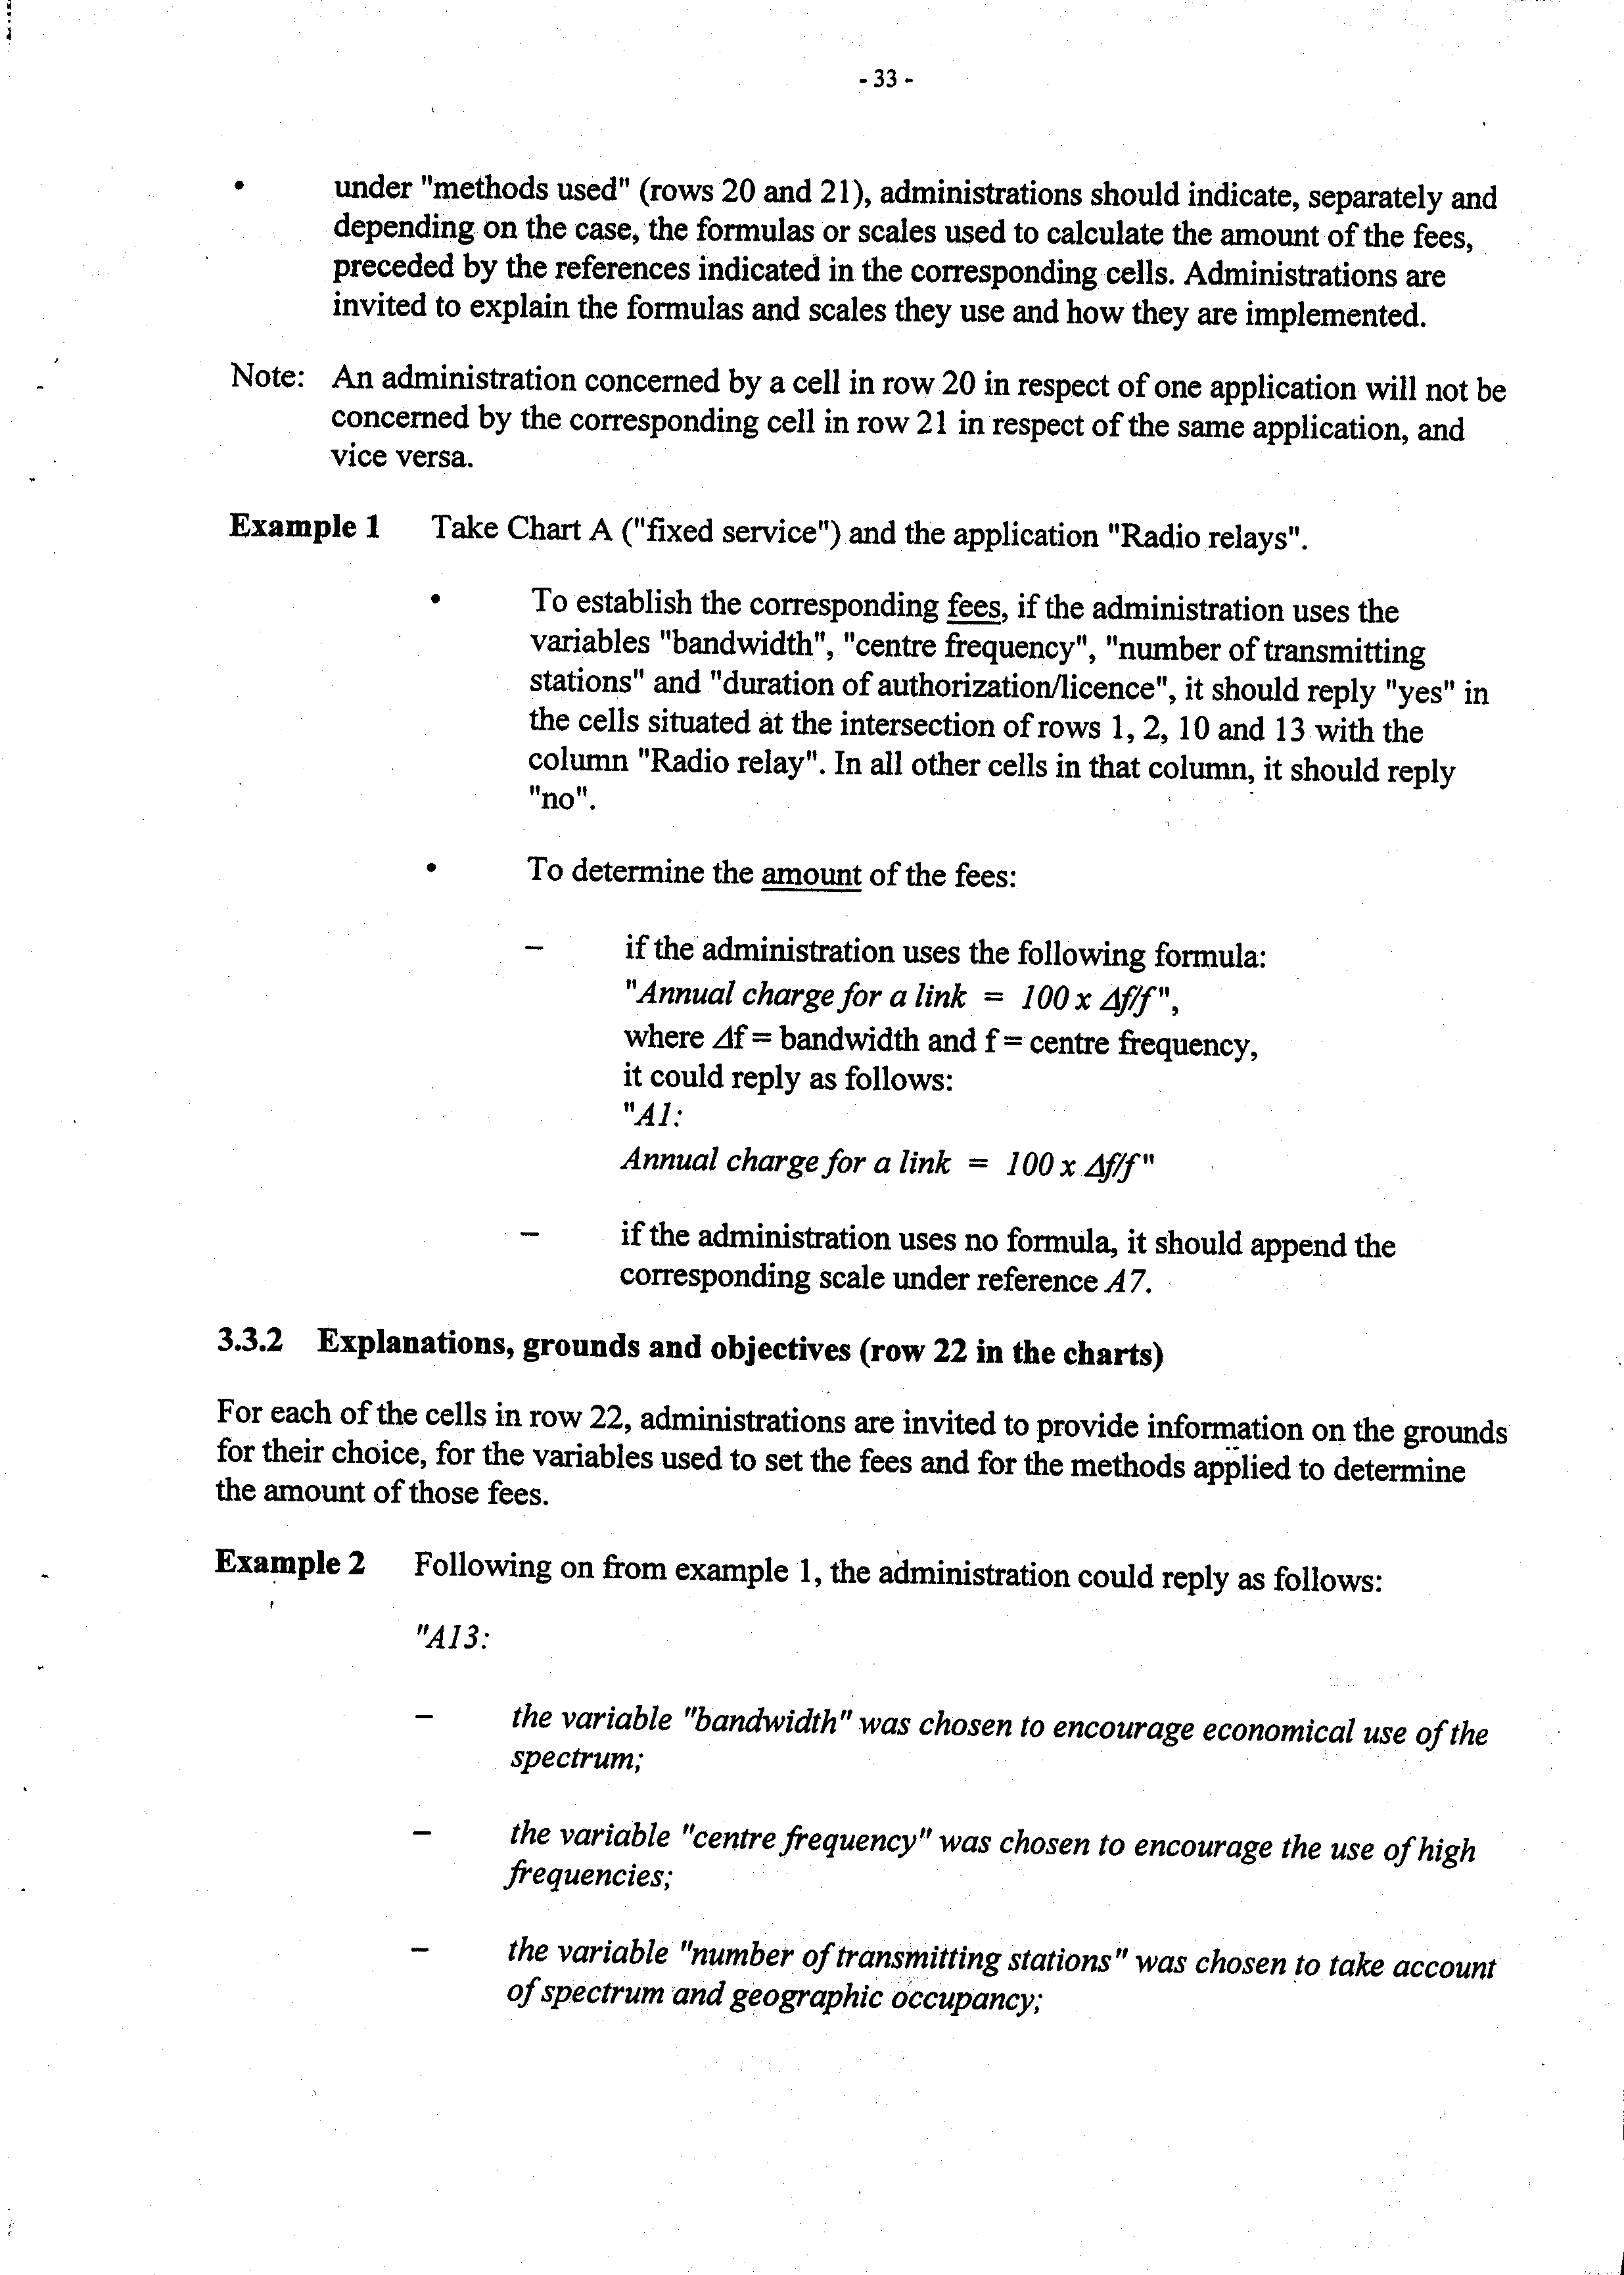 - 33 -
• under "methods used" (rows 20 and 21), administrations should indicate, separately and
depending on the case, the formulas or scales used to calculate the amount of the fees,
preceded by the references indicated in the corresponding cells. Administrations are
invited to explain the formulas and scales they use and how they are implemented.
Note: An administration concerned by a cell in row 20 in respect of one application will not be
concerned by the corresponding cell in row 21 in respect of the same application, and
vice versa.
Example 1 Take Chart A ("fixed service") and the application "Radio relays".
• To establish the corresponding fees, if the administration uses the
variables "bandwidth", "centre frequency", "number of transmitting
stations" and "duration of authorization/licence", it should reply "yes" in
the cells situated at the intersection of rows 1, 2, 10 and 13 with the
column "Radio relay". In all other cells in that column, it should reply
"no".
• To determine the amount of the fees:
– if the administration uses the following formula:
"Annual charge for a link = 100 x Δf/f",
where Δf = bandwidth and f = centre frequency,
it could reply as follows:
"A1:
Annual charge for a link = 100 x Δf/f"
– if the administration uses no formula, it should append the
corresponding scale under reference A7.
3.3.2 Explanations, grounds and objectives (row 22 in the charts)
For each of the cells in row 22, administrations are invited to provide information on the grounds
for their choice, for the variables used to set the fees and for the methods applied to determine
the amount of those fees.
Example 2 Following on from example 1, the administration could reply as follows:
"A13:
– the variable "bandwidth" was chosen to encourage economical use of the
spectrum;
– the variable "centre frequency" was chosen to encourage the use of high
frequencies;
– the variable "number of transmitting stations" was chosen to take account
of spectrum and geographic occupancy;